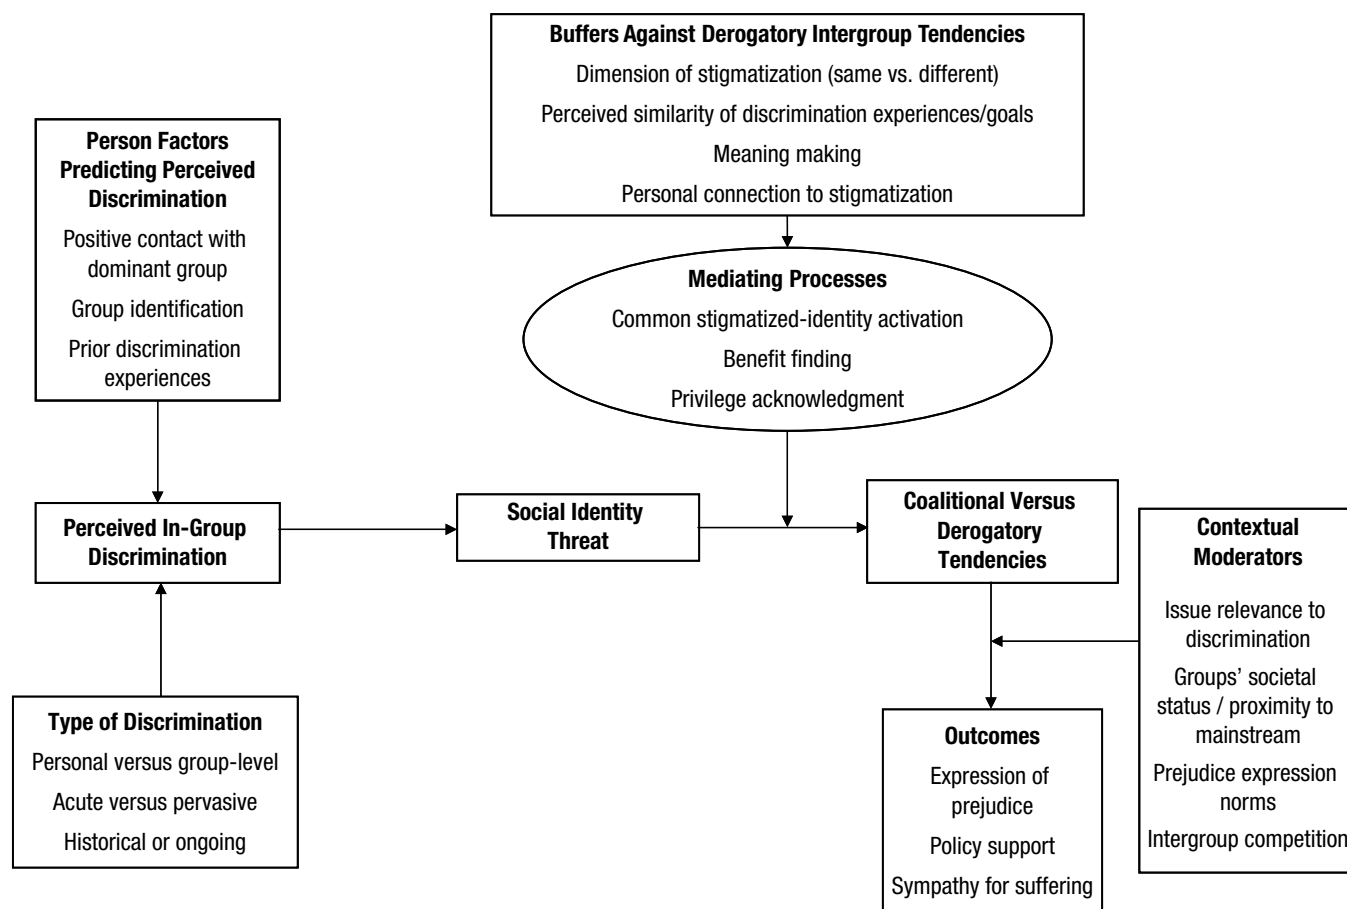 Buffers Against Derogatory Intergroup Tendencies
Dimension of stigmatization (same vs. different)
Perceived similarity of discrimination experiences/goals
Meaning making
Personal connection to stigmatization
Person Factors
Predicting Perceived
Discrimination
Positive contact with
dominant group
Group identification
Prior discrimination
experiences
Mediating Processes
Common stigmatized-identity activation
Benefit finding
Privilege acknowledgment
Perceived In-Group
Discrimination
Social Identity
Threat
Coalitional Versus
Derogatory
Tendencies
Contextual
Moderators
Issue relevance to
discrimination
Groups’ societal
status / proximity to
mainstream
Prejudice expression
norms
Intergroup competition
Type of Discrimination
Personal versus group-level
Acute versus pervasive
Historical or ongoing
Outcomes
Expression of
prejudice
Policy support
Sympathy for suffering